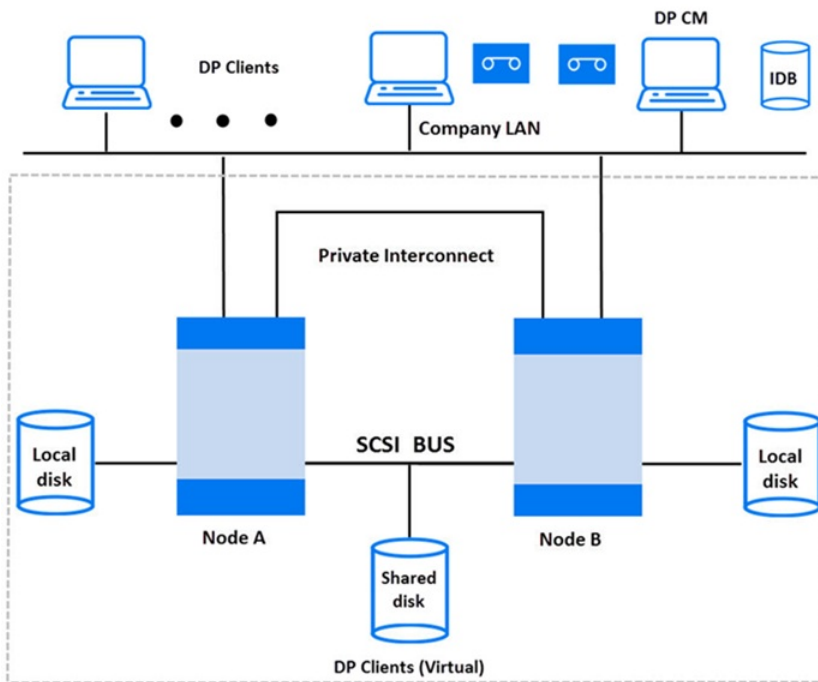 DP CM
DP Clients
IDB
Company LAN
Private Interconnect
SCSI BUS
Local
disk
Local
disk
Node A
Node B
Shared
disk
DP Clients (Virtual)